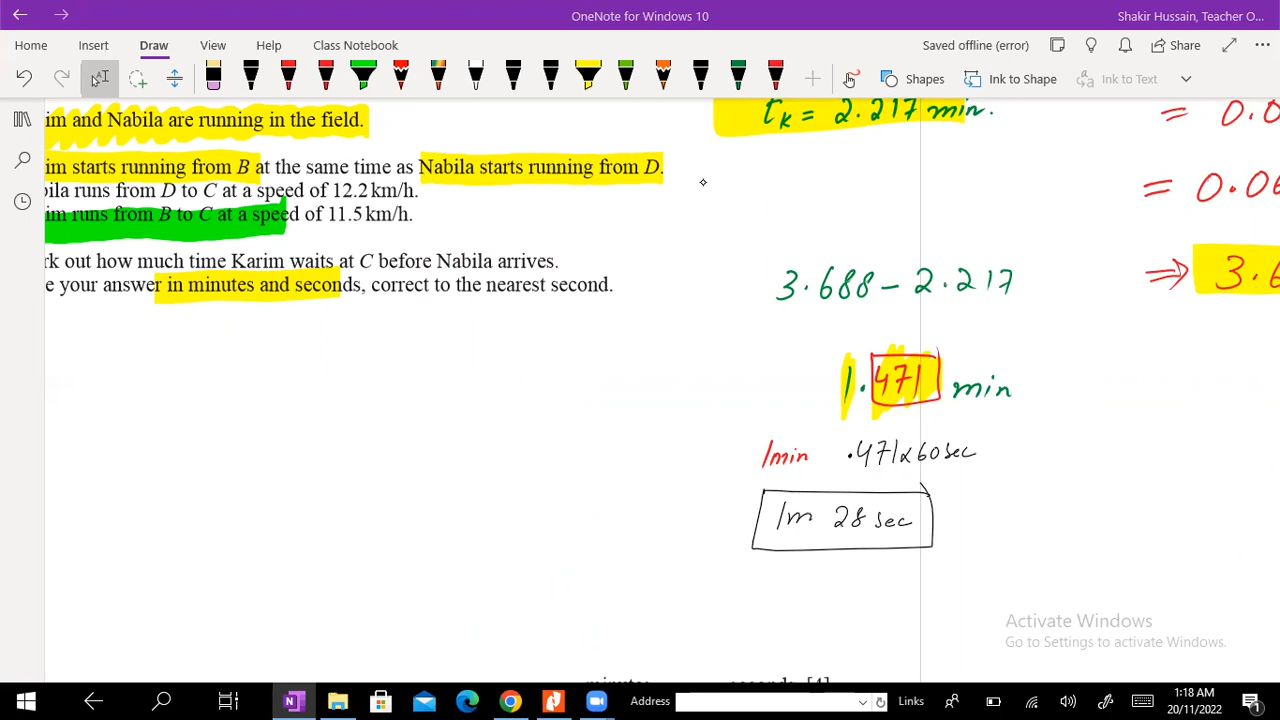 OneNote for Windows 10
Shakir Hussain, Teacher O...
Home Insert Draw View Help Class Notebook
Saved offline (error) Share
Shapes Ink to Shape Ink to Text
im and Nabila are running in the field.
im starts running from B at the same time as Nabila starts running from D.
bila runs from D to C at a speed of 12.2 km/h.
im runs from B to C at a speed of 11.5 km/h.
rk out how much time Karim waits at C before Nabila arrives.
e your answer in minutes and seconds, correct to the nearest second.
tK = 2.217 min.
= 0.0
= 0.06
⇒ 3.6
3.688 - 2.217
1.471 min
1min .471x60sec
1m 28 sec
Activate Windows
Go to Settings to activate Windows.
minutes seconds [4]
Address Links
1:18 AM
20/11/2022